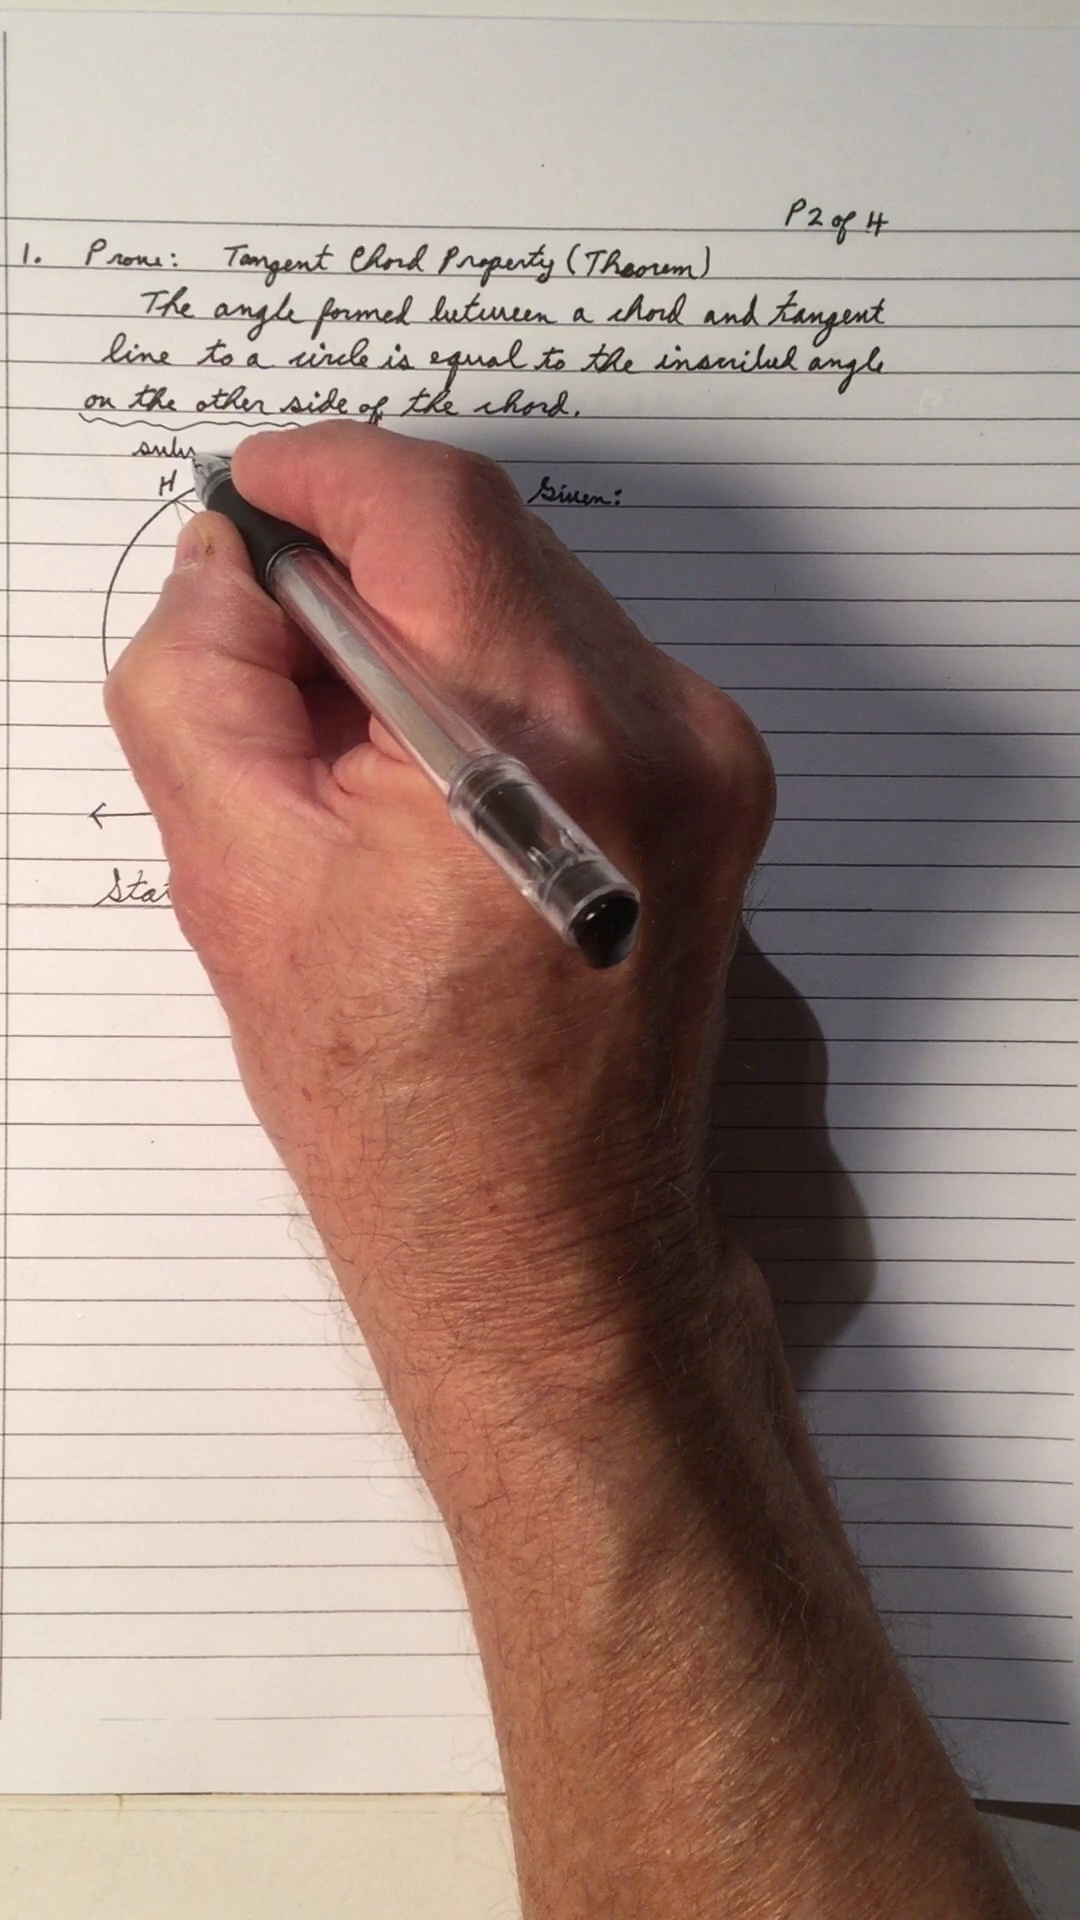 P2 of 4
1. Prove: Tangent Chord Property (Theorem)
The angle formed between a chord and tangent
line to a circle is equal to the inscribed angle
on the other side of the chord.
H
Given: